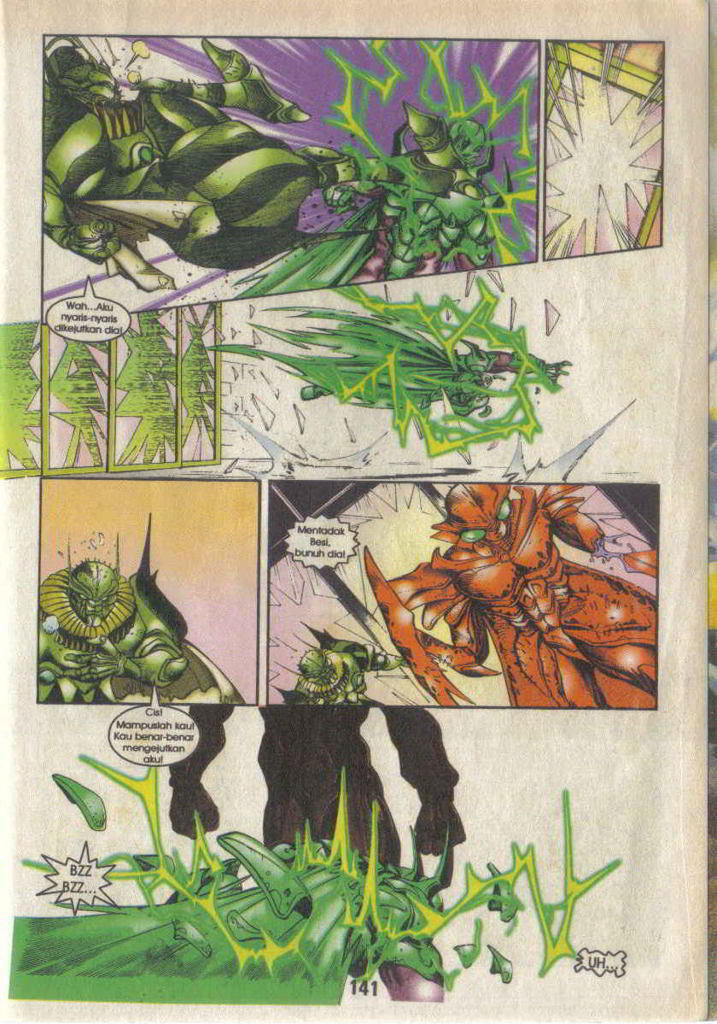 Wah...Aku
nyaris-nyaris
dikejutkan dia!
Mentadak
Besi,
bunuh dia!
Cis!
Mampuslah kau!
Kau benar-benar
mengejutkan
aku!
BZZ
BZZ...
UH...
141